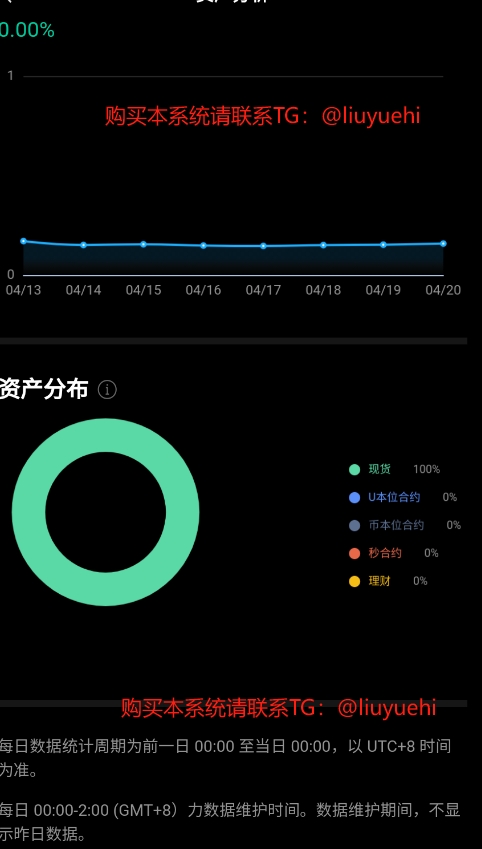 0.00%
1
购买本系统请联系TG：@liuyuehi
0
04/13 04/14 04/15 04/16 04/17 04/18 04/19 04/20
资产分布
现货 100%
U本位合约 0%
币本位合约 0%
秒合约 0%
理财 0%
购买本系统请联系TG：@liuyuehi
每日数据统计周期为前一日 00:00 至当日 00:00，以 UTC+8 时间
为准。
每日 00:00-2:00 (GMT+8）力数据维护时间。数据维护期间，不显
示昨日数据。